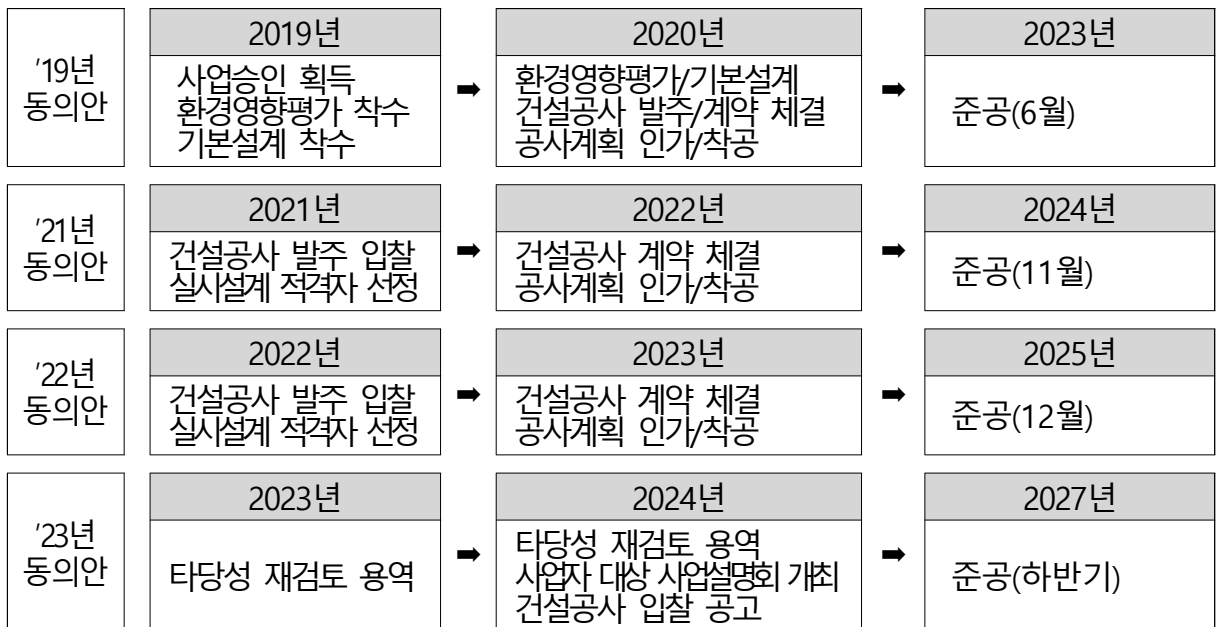 '19년
동의안
2019년
사업승인 획득
환경영향평가 착수
기본설계 착수
➡
2020년
환경영향평가/기본설계
건설공사 발주/계약 체결
공사계획 인가/착공
➡
2023년
준공(6월)
'21년
동의안
2021년
건설공사 발주 입찰
실시설계 적격자 선정
➡
2022년
건설공사 계약 체결
공사계획 인가/착공
➡
2024년
준공(11월)
'22년
동의안
2022년
건설공사 발주 입찰
실시설계 적격자 선정
➡
2023년
건설공사 계약 체결
공사계획 인가/착공
➡
2025년
준공(12월)
'23년
동의안
2023년
타당성 재검토 용역
➡
2024년
타당성 재검토 용역
사업자 대상 사업설명회 개최
건설공사 입찰 공고
➡
2027년
준공(하반기)